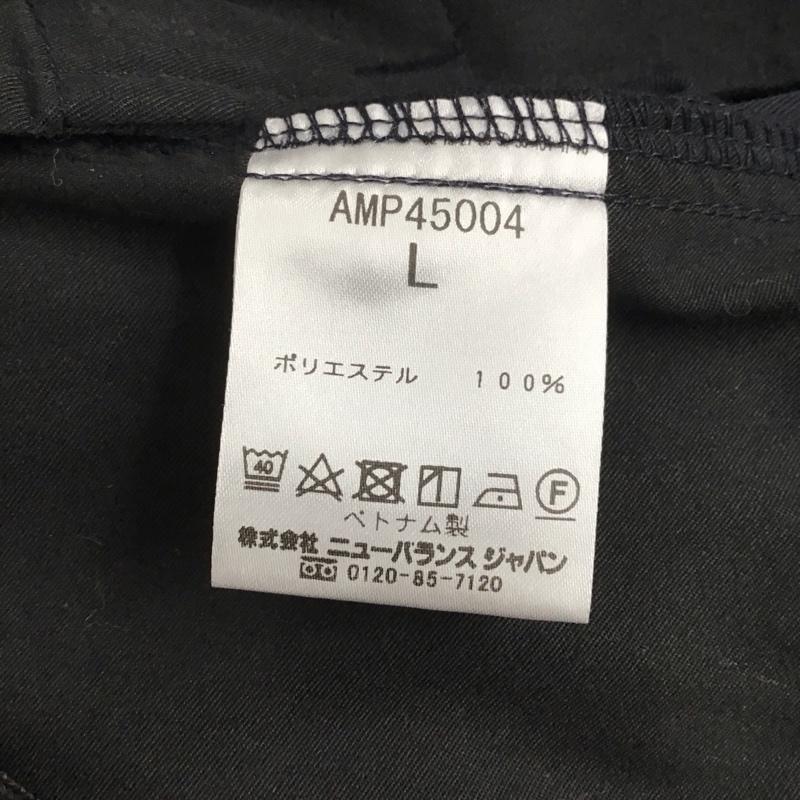 AMP45004
L
ポリエステル 100%
40
F
ベトナム製
株式会社 ニューバランス ジャパン
0120-85-7120